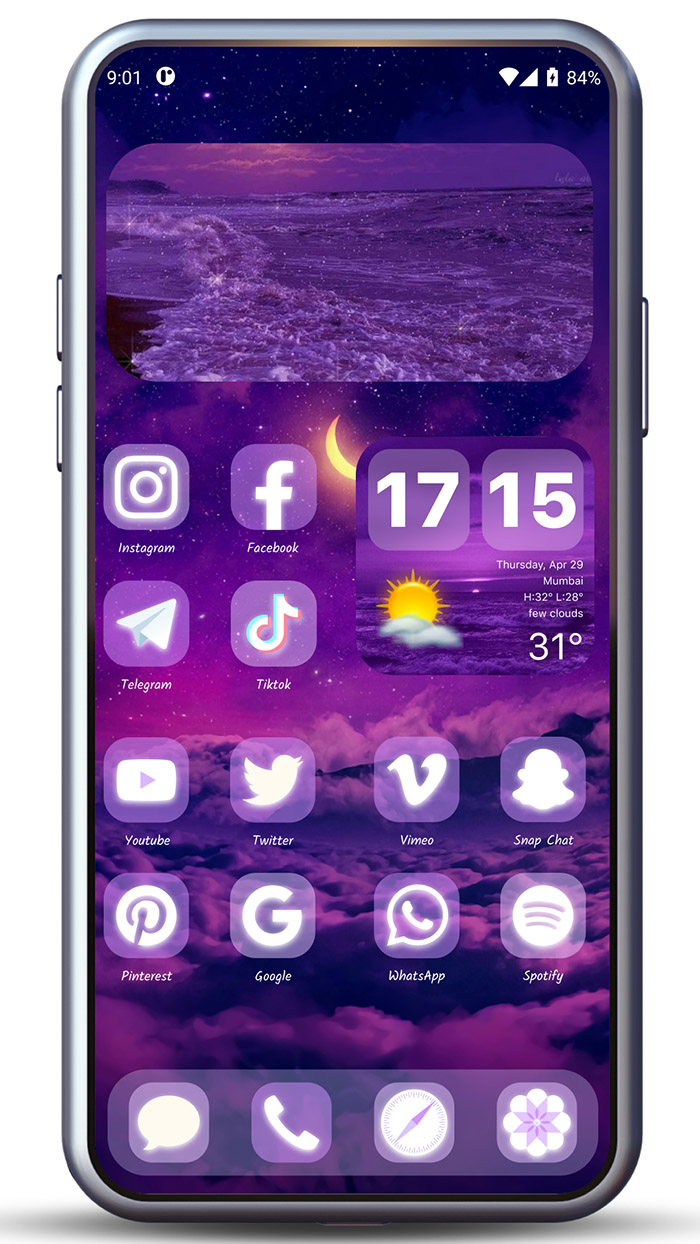 9:01
84%
17 15
Thursday, Apr 29
Mumbai
H:32° L:28°
few clouds
31°
Instagram
Facebook
Telegram
Tiktok
Youtube
Twitter
Vimeo
Snap Chat
Pinterest
Google
WhatsApp
Spotify